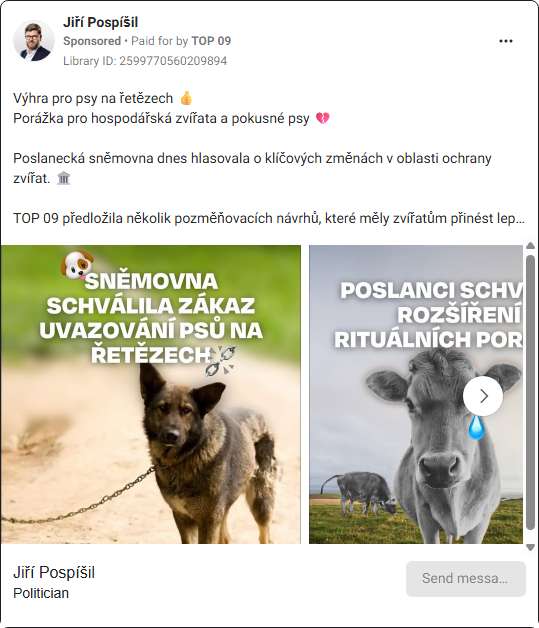 Jiří Pospíšil
Sponsored • Paid for by TOP 09
Library ID: 2599770560209894
Výhra pro psy na řetězech 👍
Porážka pro hospodářská zvířata a pokusné psy 💔
Poslanecká sněmovna dnes hlasovala o klíčových změnách v oblasti ochrany
zvířat. 🏛️
TOP 09 předložila několik pozměňovacích návrhů, které měly zvířatům přinést lep…
SNĚMOVNA
SCHVÁLILA ZÁKAZ
UVAZOVÁNÍ PSŮ NA
ŘETĚZECH
POSLANCI SCHV
ROZŠÍŘENÍ
RITUÁLNÍCH POR
Jiří Pospíšil
Politician
Send messa…